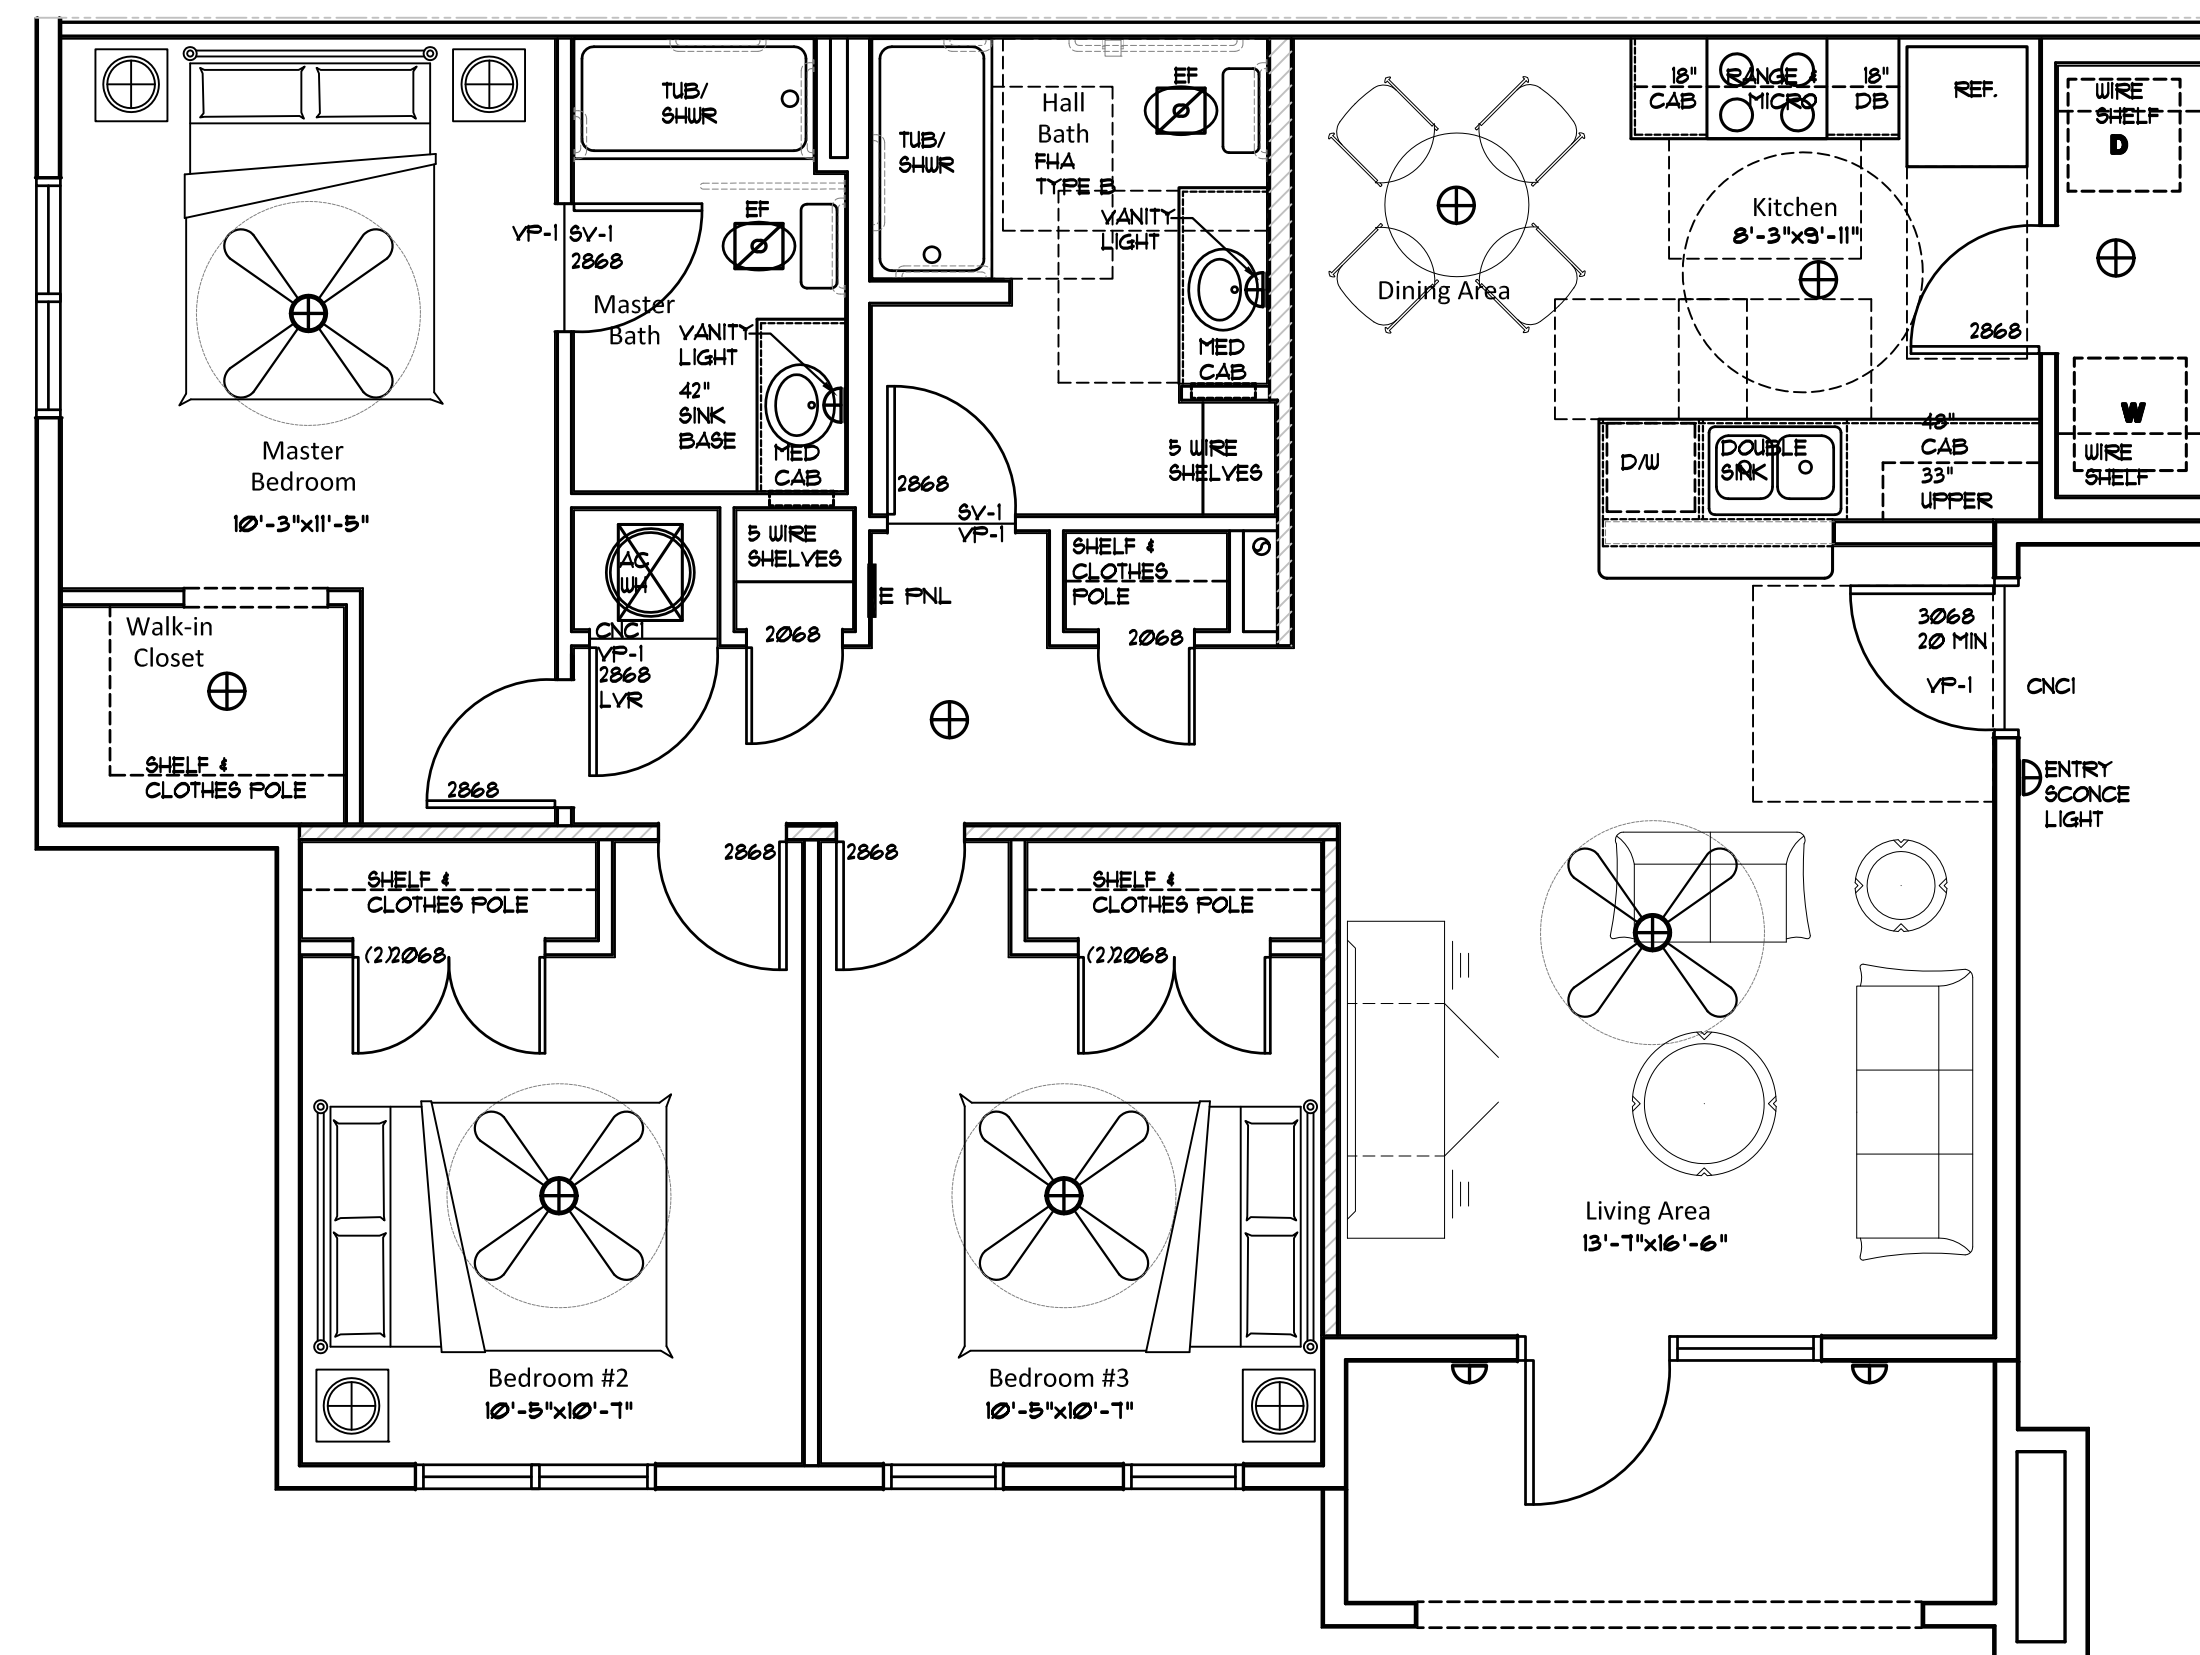 TUB/
SHWR
EF
VP-1
SV-1
2868
Master
Bath
VANITY
LIGHT
42"
SINK
BASE
MED
CAB
Master
Bedroom
10'-3"x11'-5"
Walk-in
Closet
SHELF &
CLOTHES POLE
2868
AC
WH
CNC1
VP-1
2868
LVR
5 WIRE
SHELVES
2068
E PNL
TUB/
SHWR
Hall
Bath
FHA
TYPE B
EF
VANITY
LIGHT
MED
CAB
5 WIRE
SHELVES
2868
SV-1
VP-1
SHELF &
CLOTHES
POLE
2068
S
Dining Area
18"
CAB
RANGE &
MICRO
18"
DB
REF.
Kitchen
8'-3"x9'-11"
WIRE
SHELF
D
2868
W
WIRE
SHELF
D/W
DOUBLE
SINK
48"
CAB
33"
UPPER
3068
20 MIN
VP-1
CNC1
ENTRY
SCONCE
LIGHT
SHELF &
CLOTHES POLE
(2)2068
2868
2868
SHELF &
CLOTHES POLE
(2)2068
Bedroom #2
10'-5"x10'-7"
Bedroom #3
10'-5"x10'-7"
Living Area
13'-7"x16'-6"